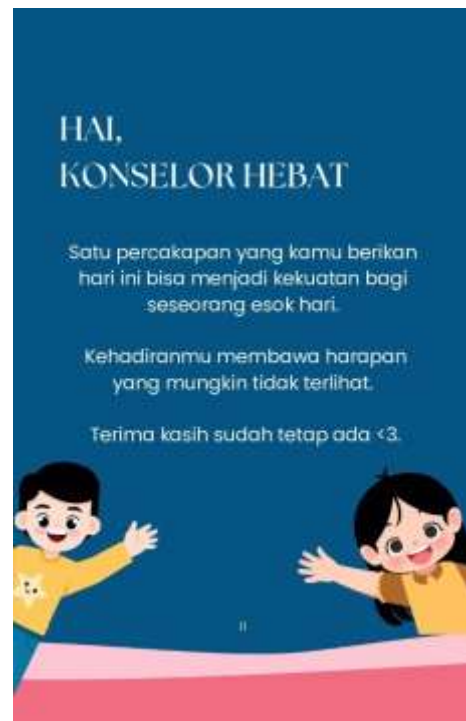 HAI,
KONSELOR HEBAT
Satu percakapan yang kamu berikan
hari ini bisa menjadi kekuatan bagi
seseorang esok hari.
Kehadiranmu membawa harapan
yang mungkin tidak terlihat.
Terima kasih sudah tetap ada <3.